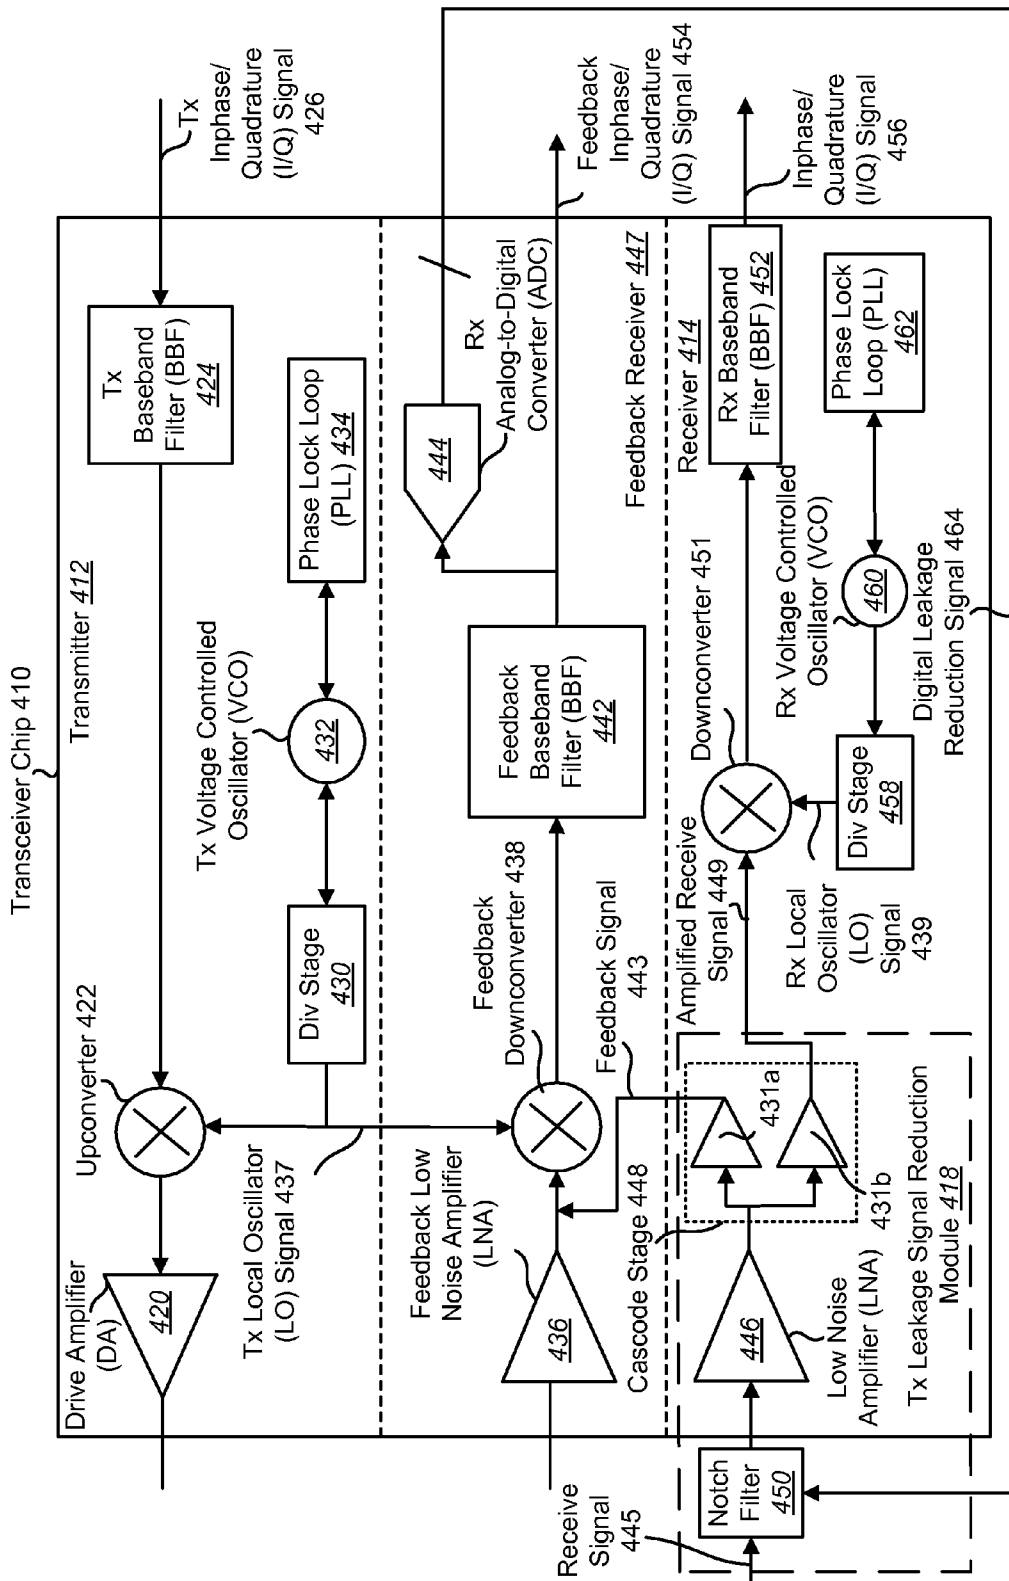 Transceiver Chip 410
Transmitter 412
Tx
Inphase/
Quadrature
(I/Q) Signal
426
Tx
Baseband
Filter (BBF)
424
Upconverter 422
Drive Amplifier
(DA)
420
Tx Local Oscillator
(LO) Signal 437
Div Stage
430
Tx Voltage Controlled
Oscillator (VCO)
432
Phase Lock Loop
(PLL) 434
Feedback
Inphase/
Quadrature
(I/Q) Signal 454
Rx
Analog-to-Digital
Converter (ADC)
444
Feedback Receiver 447
Feedback
Baseband
Filter (BBF)
442
Feedback
Downconverter 438
Feedback Signal
443
Feedback Low
Noise Amplifier
(LNA)
436
Receive
Signal
445
Cascode Stage 448
Receiver 414
Inphase/
Quadrature
(I/Q) Signal
456
Rx Baseband
Filter (BBF) 452
Downconverter 451
Amplified Receive
Signal 449
Rx Voltage Controlled
Oscillator (VCO)
460
Phase Lock
Loop (PLL)
462
Div Stage
458
Rx Local
Oscillator
(LO)
Signal
439
Digital Leakage
Reduction Signal 464
431a
431b
446
Low Noise
Amplifier (LNA)
Tx Leakage Signal Reduction
Module 418
Notch
Filter
450